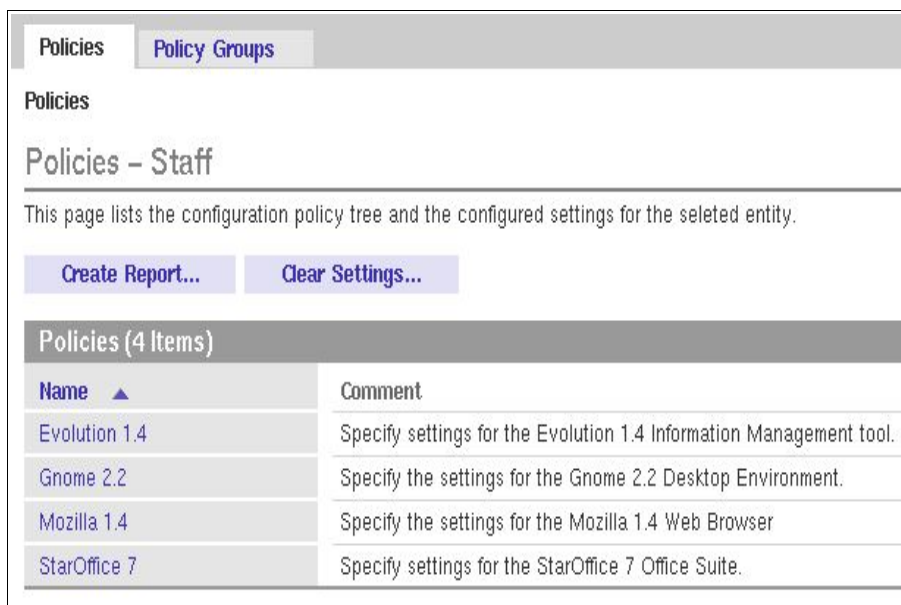 Policies Policy Groups
Policies
Policies – Staff
This page lists the configuration policy tree and the configured settings for the seleted entity.
Create Report... Clear Settings...
Policies (4 Items)
Name Comment
Evolution 1.4 Specify settings for the Evolution 1.4 Information Management tool.
Gnome 2.2 Specify the settings for the Gnome 2.2 Desktop Environment.
Mozilla 1.4 Specify the settings for the Mozilla 1.4 Web Browser
StarOffice 7 Specify settings for the StarOffice 7 Office Suite.